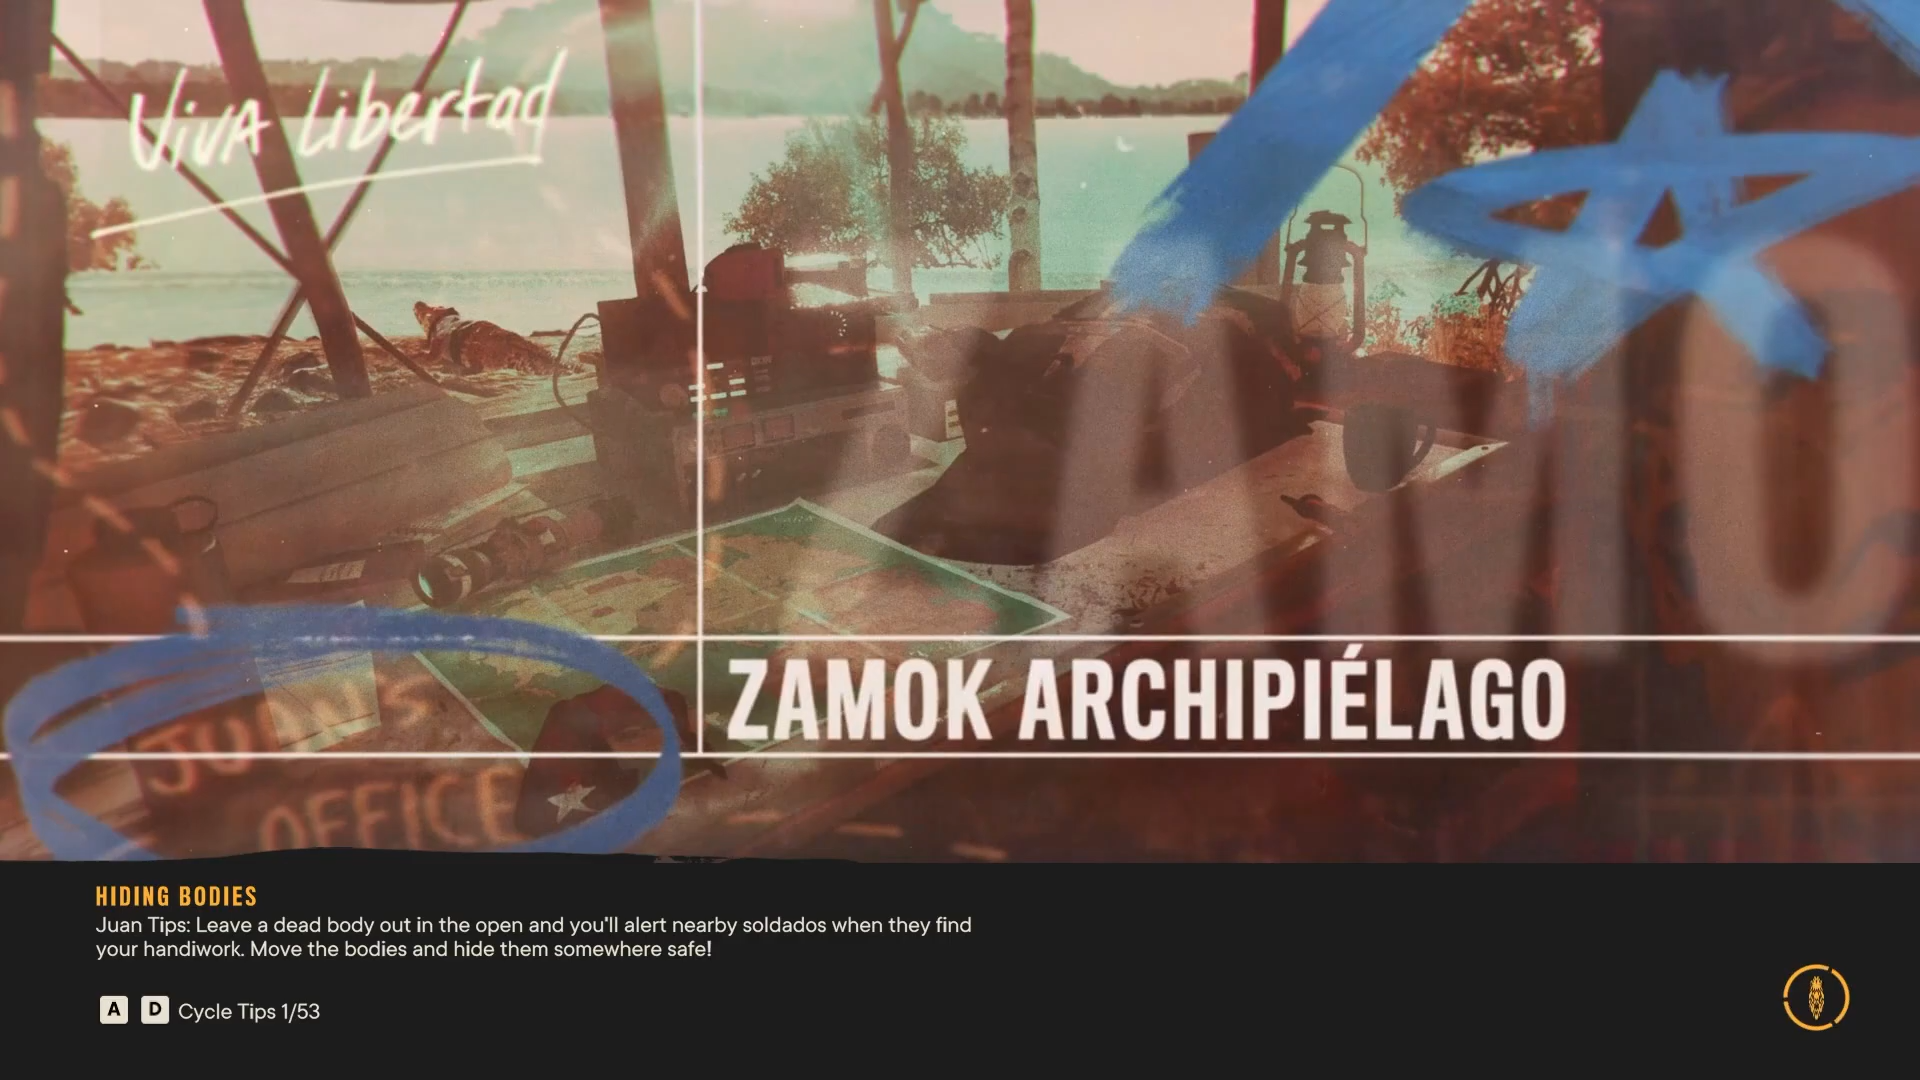 VivA Libertad
AMO
ZAMOK ARCHIPIÉLAGO
JUAN'S
OFFICE
HIDING BODIES
Juan Tips: Leave a dead body out in the open and you'll alert nearby soldados when they find
your handiwork. Move the bodies and hide them somewhere safe!
A D Cycle Tips 1/53